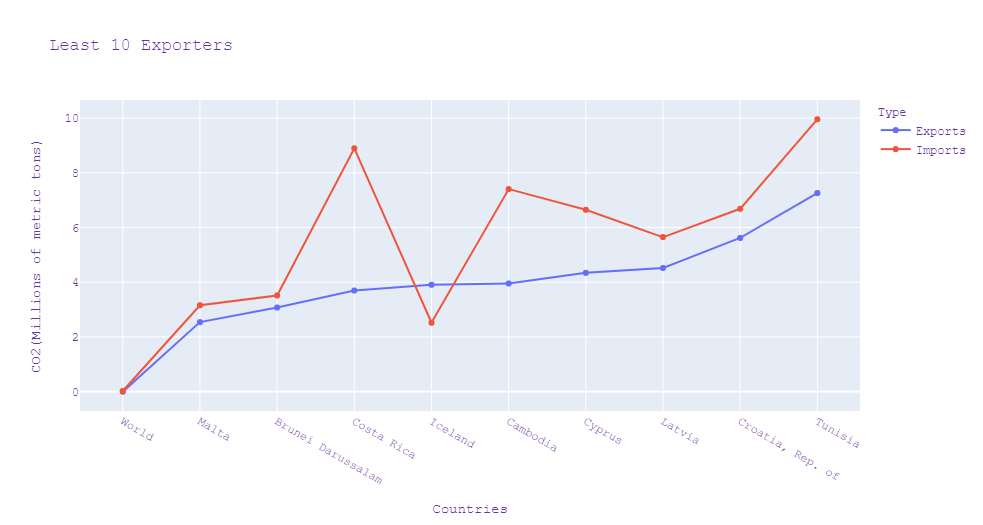 Least 10 Exporters
Type
Exports
Imports
CO2(Millions of metric tons)
10
8
6
4
2
0
World
Malta
Brunei Darussalam
Costa Rica
Iceland
Cambodia
Cyprus
Latvia
Croatia, Rep. of
Tunisia
Countries